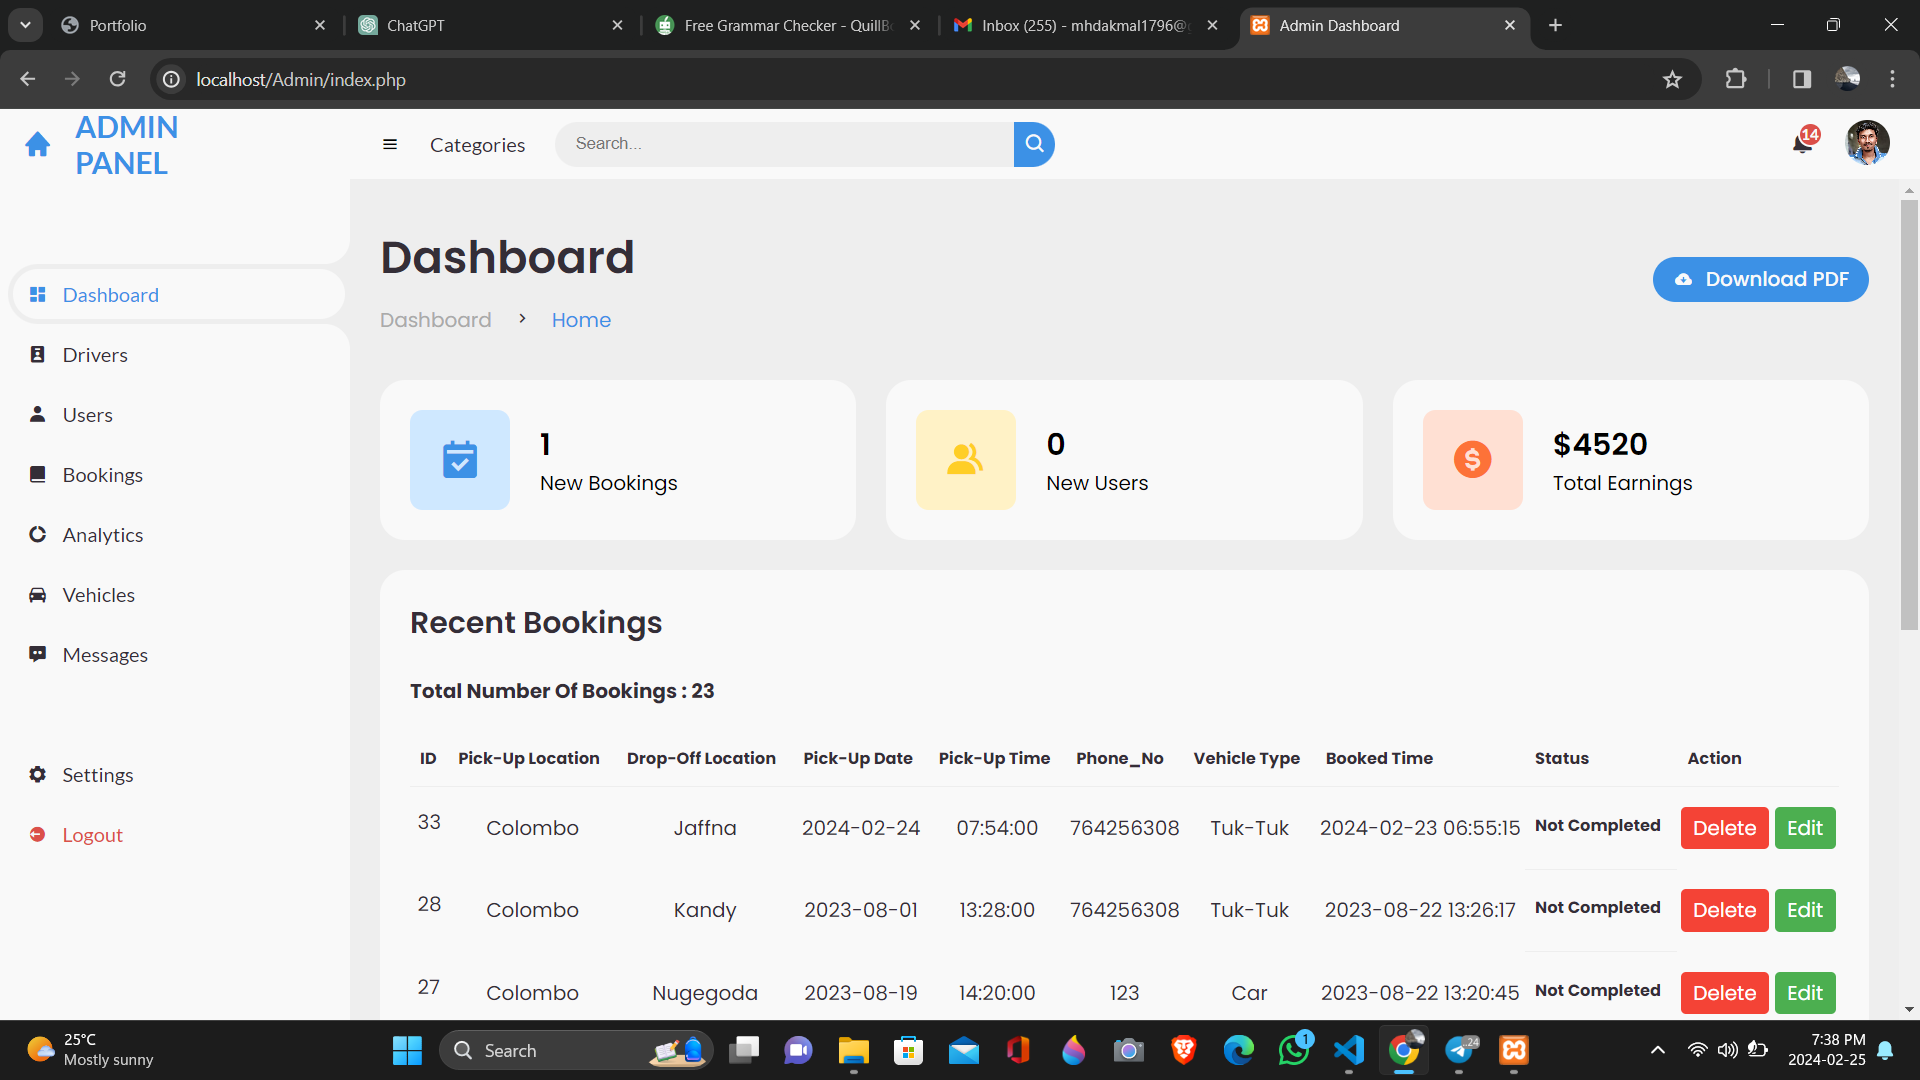 Portfolio
ChatGPT
Free Grammar Checker - QuillB
Inbox (255) - mhdakmal1796@
Admin Dashboard
localhost/Admin/index.php
ADMIN
PANEL
Categories
Search...
14
Dashboard
Drivers
Users
Bookings
Analytics
Vehicles
Messages
Settings
Logout
Dashboard
Dashboard > Home
Download PDF
1
New Bookings
0
New Users
$4520
Total Earnings
Recent Bookings
Total Number Of Bookings : 23
ID Pick-Up Location Drop-Off Location Pick-Up Date Pick-Up Time Phone_No Vehicle Type Booked Time Status Action
33 Colombo Jaffna 2024-02-24 07:54:00 764256308 Tuk-Tuk 2024-02-23 06:55:15 Not Completed Delete Edit
28 Colombo Kandy 2023-08-01 13:28:00 764256308 Tuk-Tuk 2023-08-22 13:26:17 Not Completed Delete Edit
27 Colombo Nugegoda 2023-08-19 14:20:00 123 Car 2023-08-22 13:20:45 Not Completed Delete Edit
25°C
Mostly sunny
Search
1
24
7:38 PM
2024-02-25